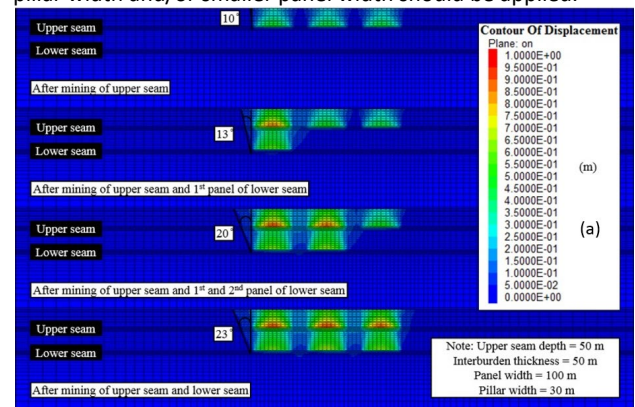 pillar width and/or smaller panel width should be applied.
10°
Upper seam
Lower seam
After mining of upper seam
Contour Of Displacement
Plane: on
1.0000E+00
9.5000E-01
9.0000E-01
8.5000E-01
8.0000E-01
7.5000E-01
7.0000E-01
6.5000E-01
6.0000E-01
5.5000E-01
5.0000E-01
4.5000E-01
4.0000E-01
3.5000E-01
3.0000E-01
2.5000E-01
2.0000E-01
1.5000E-01
1.0000E-01
5.0000E-02
0.0000E+00
(m)
(a)
Upper seam
13°
Lower seam
After mining of upper seam and 1st panel of lower seam
Upper seam
20°
Lower seam
After mining of upper seam and 1st and 2nd panel of lower seam
Upper seam
23°
Lower seam
After mining of upper seam and lower seam
Note: Upper seam depth = 50 m
Interburden thickness = 50 m
Panel width = 100 m
Pillar width = 30 m